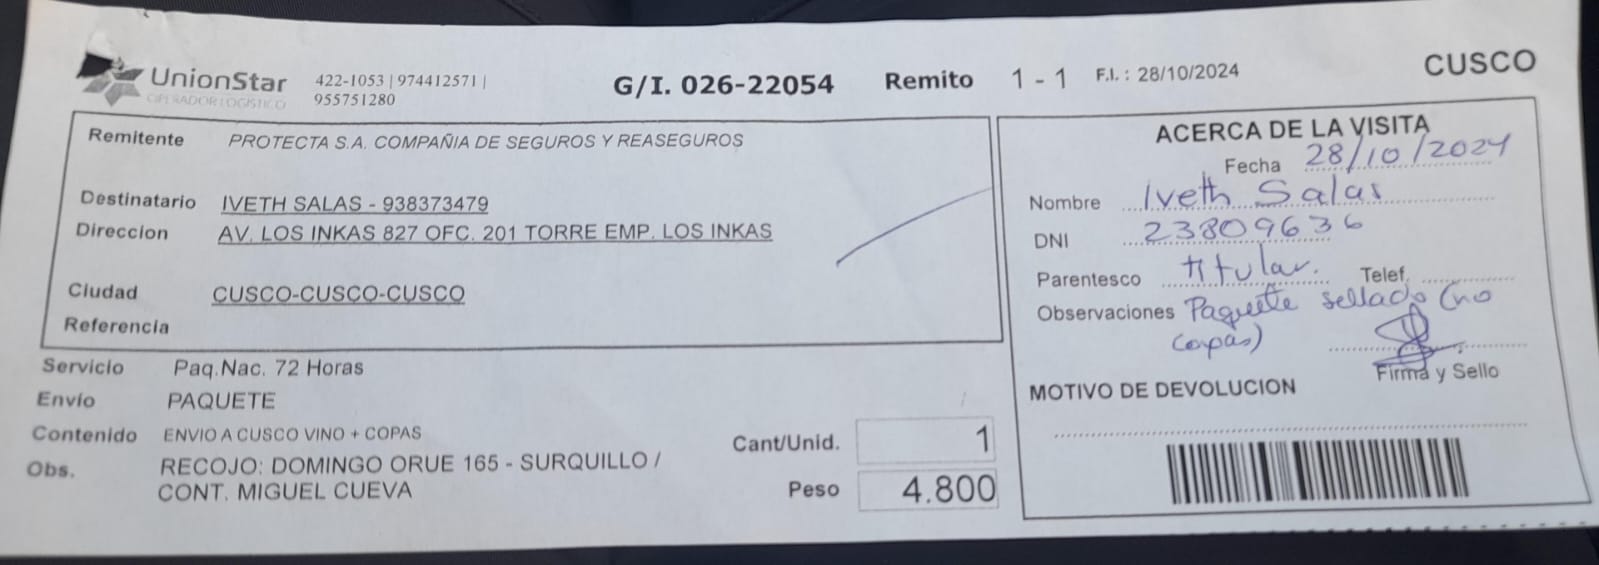 UnionStar
OPERADOR LOGÍSTICO
422-1053 | 974412571 |
955751280
G/I. 026-22054
Remito 1 - 1
F.I. : 28/10/2024
CUSCO
Remitente PROTECTA S.A. COMPAÑIA DE SEGUROS Y REASEGUROS
Destinatario IVETH SALAS - 938373479
Direccion AV. LOS INKAS 827 OFC. 201 TORRE EMP. LOS INKAS
Ciudad CUSCO-CUSCO-CUSCO
Referencia
Servicio Paq.Nac. 72 Horas
Envio PAQUETE
Contenido ENVIO A CUSCO VINO + COPAS
Obs. RECOJO: DOMINGO ORUE 165 - SURQUILLO /
CONT. MIGUEL CUEVA
Cant/Unid. 1
Peso 4.800
ACERCA DE LA VISITA
Fecha 28/10/2024
Nombre Iveth Salas
DNI 23809636
Parentesco titular. Telef.
Observaciones Paquete sellado (no
copas)
Firma y Sello
MOTIVO DE DEVOLUCION